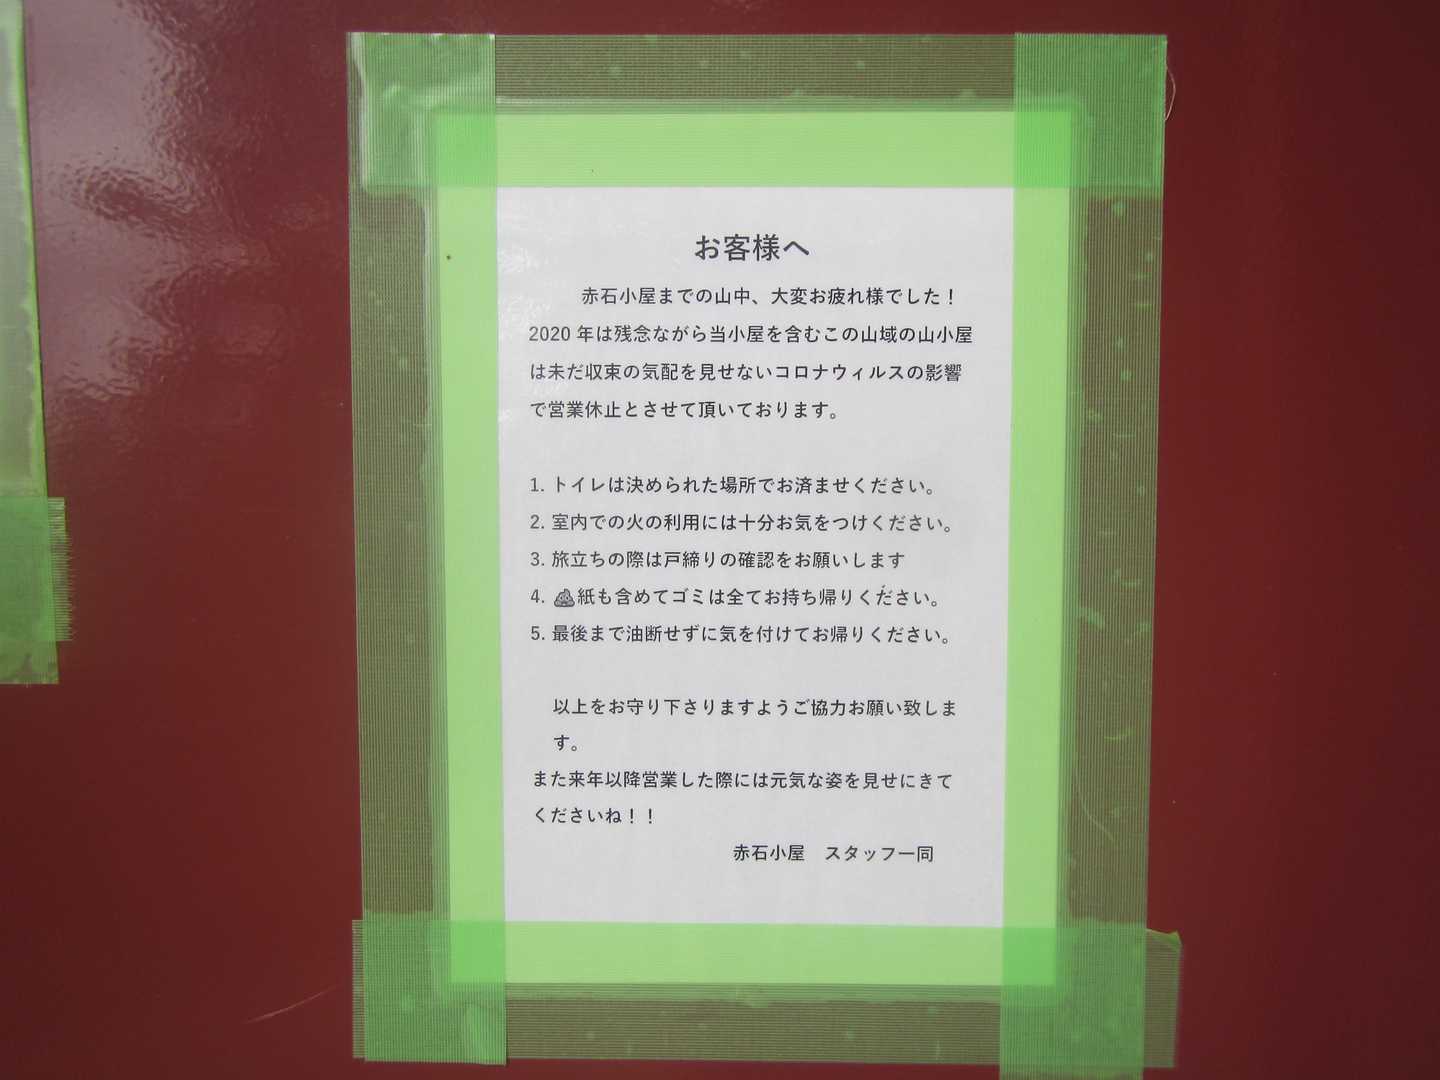 お客様へ
赤石小屋までの山中、大変お疲れ様でした！
2020 年は残念ながら当小屋を含むこの山域の山小屋
は未だ収束の気配を見せないコロナウィルスの影響
で営業休止とさせて頂いております。
1. トイレは決められた場所でお済ませください。
2. 室内での火の利用には十分お気をつけください。
3. 旅立ちの際は戸締りの確認をお願いします
4. 💩紙も含めてゴミは全てお持ち帰りください。
5. 最後まで油断せずに気を付けてお帰りください。
以上をお守り下さりますようご協力お願い致しま
す。
また来年以降営業した際には元気な姿を見せにきて
くださいね！！
赤石小屋　スタッフ一同